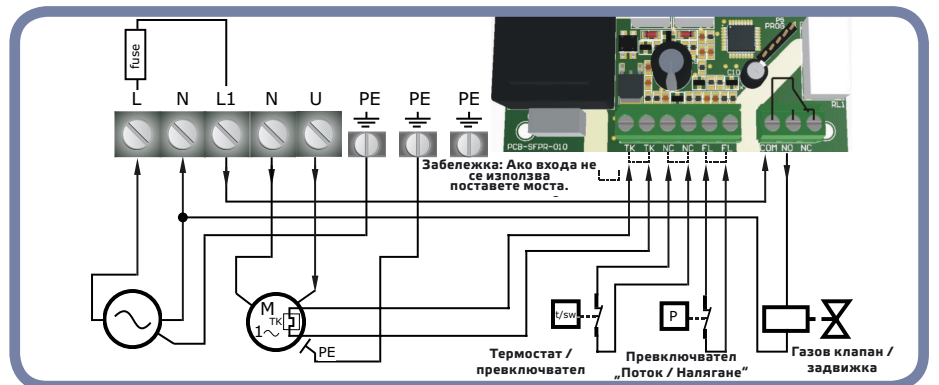 fuse
L N L1 N U PE PE PE
P3
PROG
C10
RL1
PCB-SFPR-010
TK TK NC NC FL FL COM NO NC
Забележка: Ако входа не
се използва
поставете моста.
M
TK
1~
PE
t/sw
P
Термостат /
превключвател
Превключвател
„Поток / Налягане“
Газов клапан /
задвижка